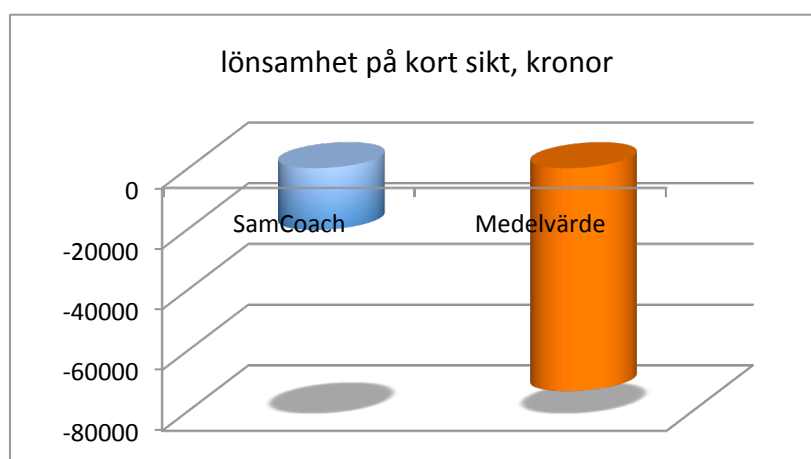 lönsamhet på kort sikt, kronor
0
SamCoach
Medelvärde
-20000
-40000
-60000
-80000